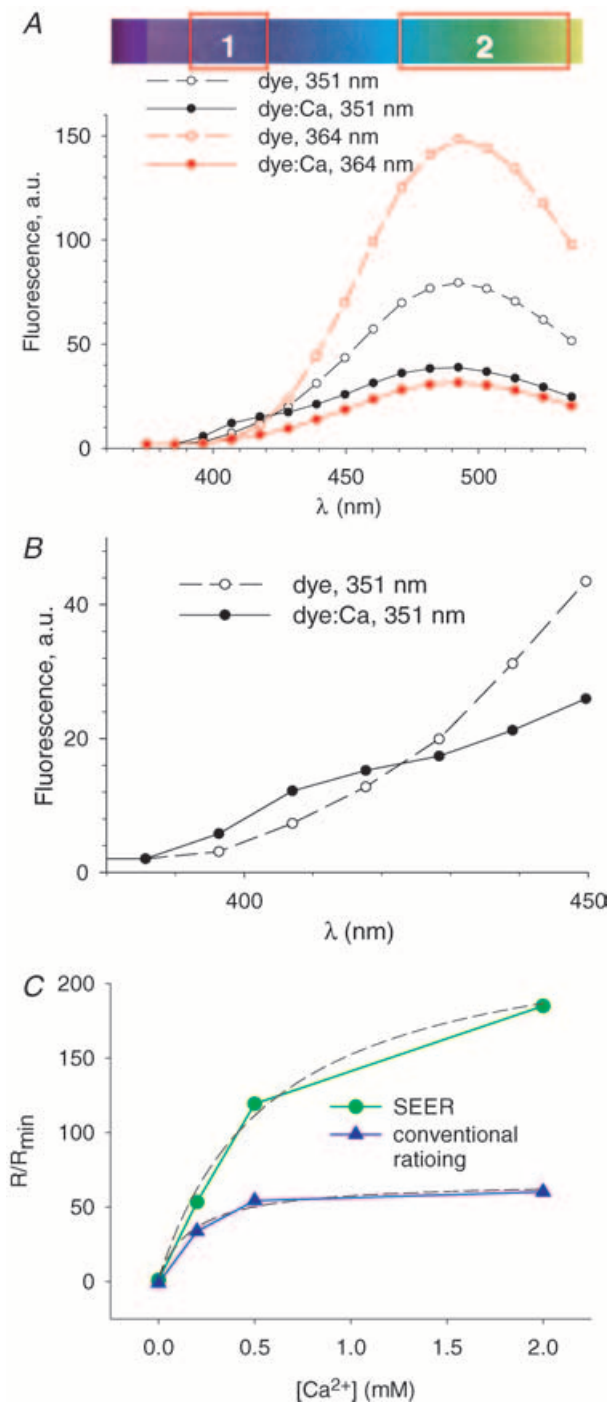 A
1
2
dye, 351 nm
dye:Ca, 351 nm
dye, 364 nm
dye:Ca, 364 nm
150
100
50
0
Fluorescence, a.u.
400
450
500
λ (nm)
B
dye, 351 nm
dye:Ca, 351 nm
40
20
0
Fluorescence, a.u.
400
450
λ (nm)
C
200
150
100
50
0
R/Rmin
SEER
conventional
ratioing
0.0
0.5
1.0
1.5
2.0
[Ca²⁺] (mM)